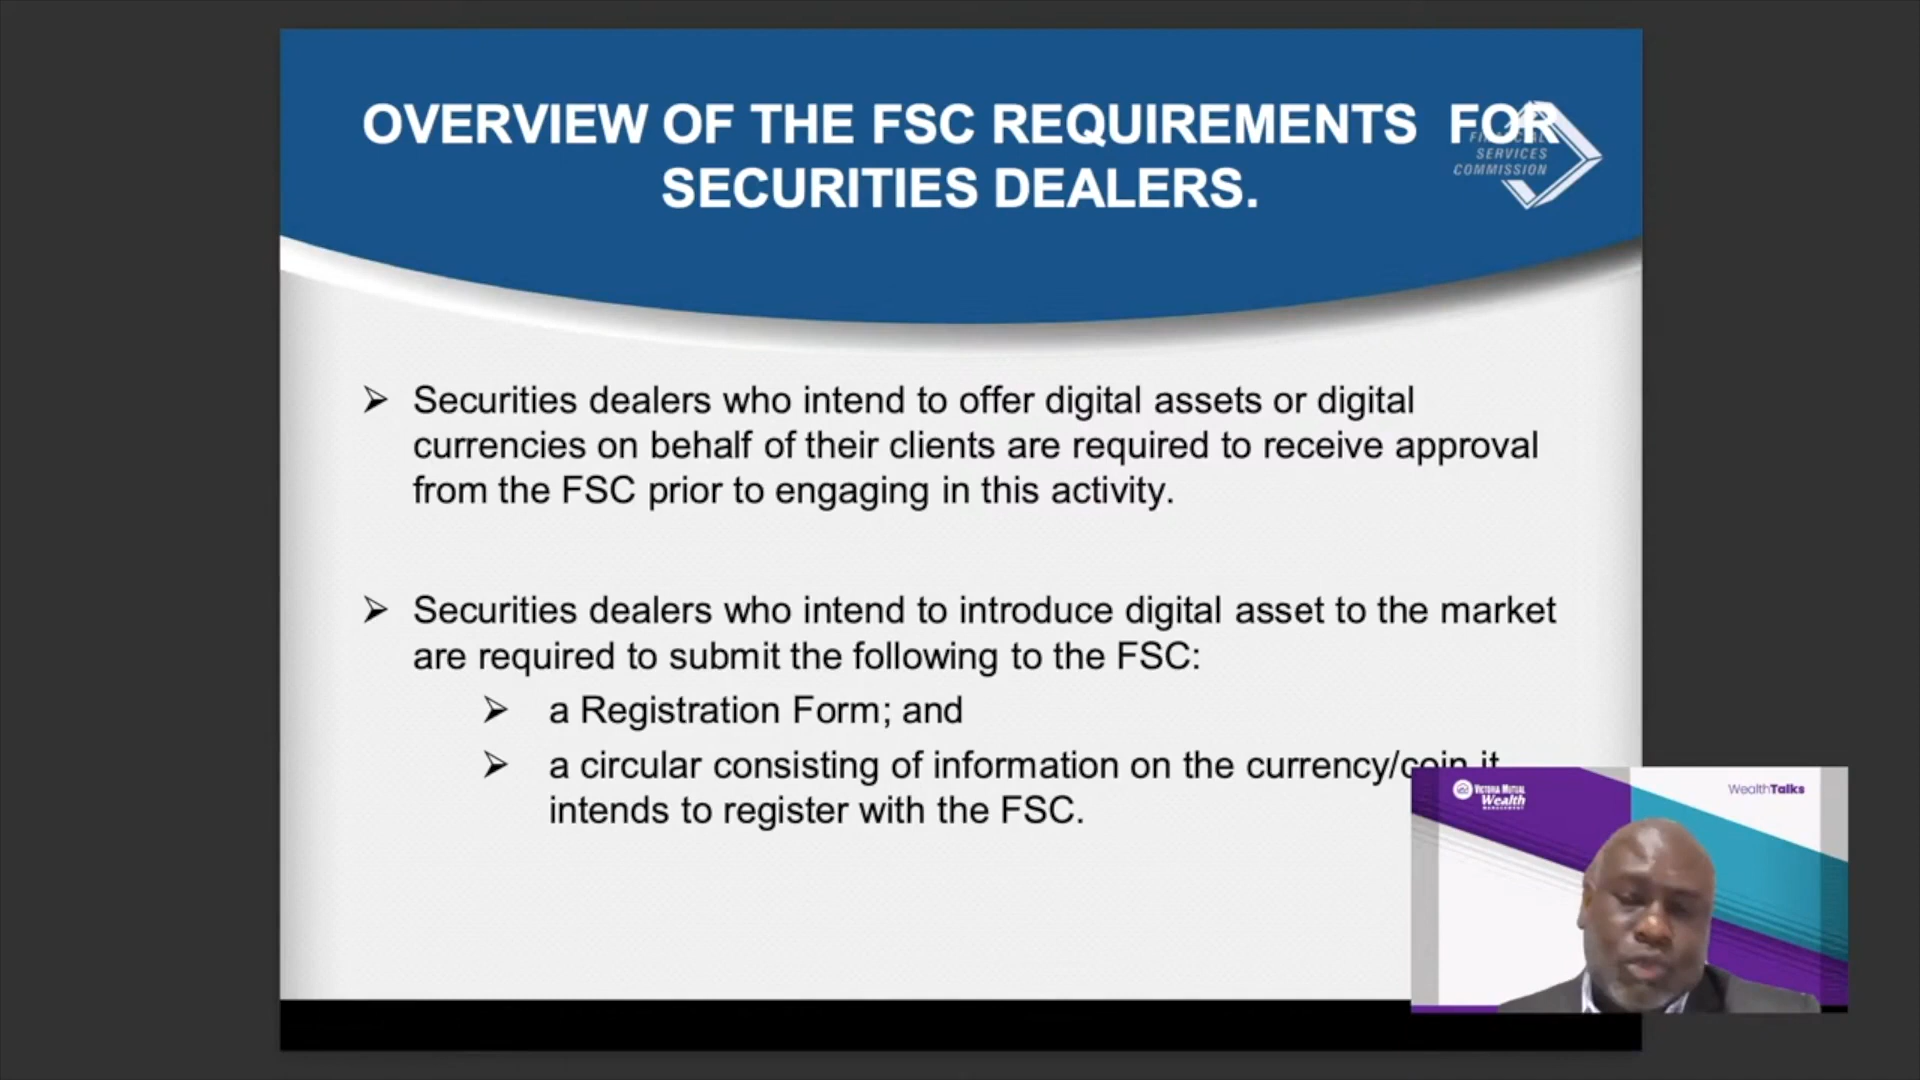 OVERVIEW OF THE FSC REQUIREMENTS FOR
SECURITIES DEALERS.
FINANCIAL
SERVICES
COMMISSION
➢ Securities dealers who intend to offer digital assets or digital
currencies on behalf of their clients are required to receive approval
from the FSC prior to engaging in this activity.
➢ Securities dealers who intend to introduce digital asset to the market
are required to submit the following to the FSC:
➢ a Registration Form; and
➢ a circular consisting of information on the currency/coin it
intends to register with the FSC.
VICTORIA MUTUAL
Wealth
MANAGEMENT
WealthTalks